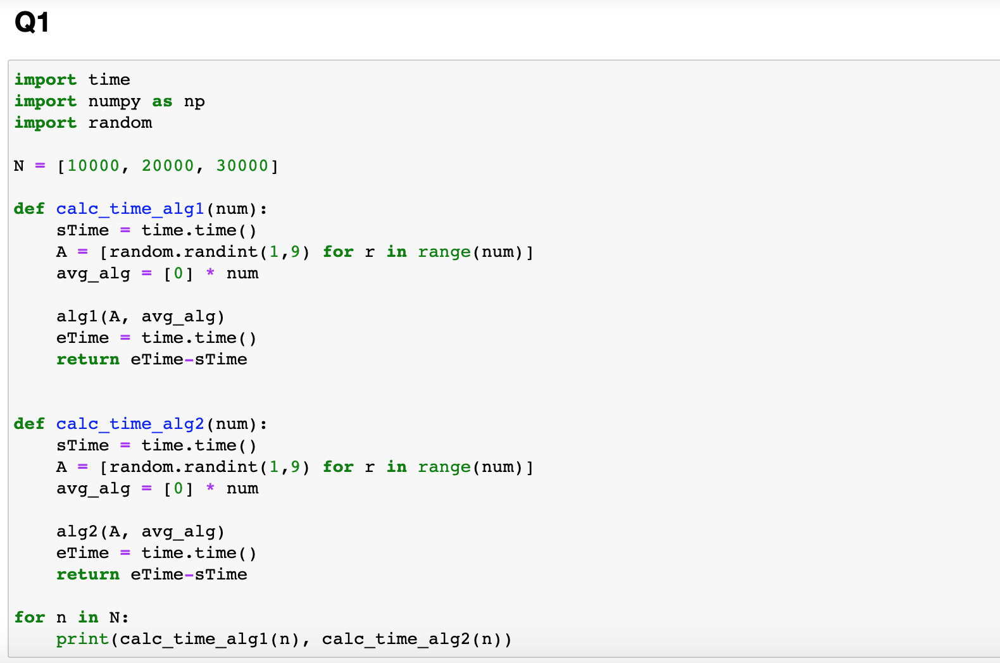 Q1
import time
import numpy as np
import random
N = [10000, 20000, 30000]
def calc_time_alg1(num):
    sTime = time.time()
    A = [random.randint(1,9) for r in range(num)]
    avg_alg = [0] * num
    alg1(A, avg_alg)
    eTime = time.time()
    return eTime-sTime
def calc_time_alg2(num):
    sTime = time.time()
    A = [random.randint(1,9) for r in range(num)]
    avg_alg = [0] * num
    alg2(A, avg_alg)
    eTime = time.time()
    return eTime-sTime
for n in N:
    print(calc_time_alg1(n), calc_time_alg2(n))